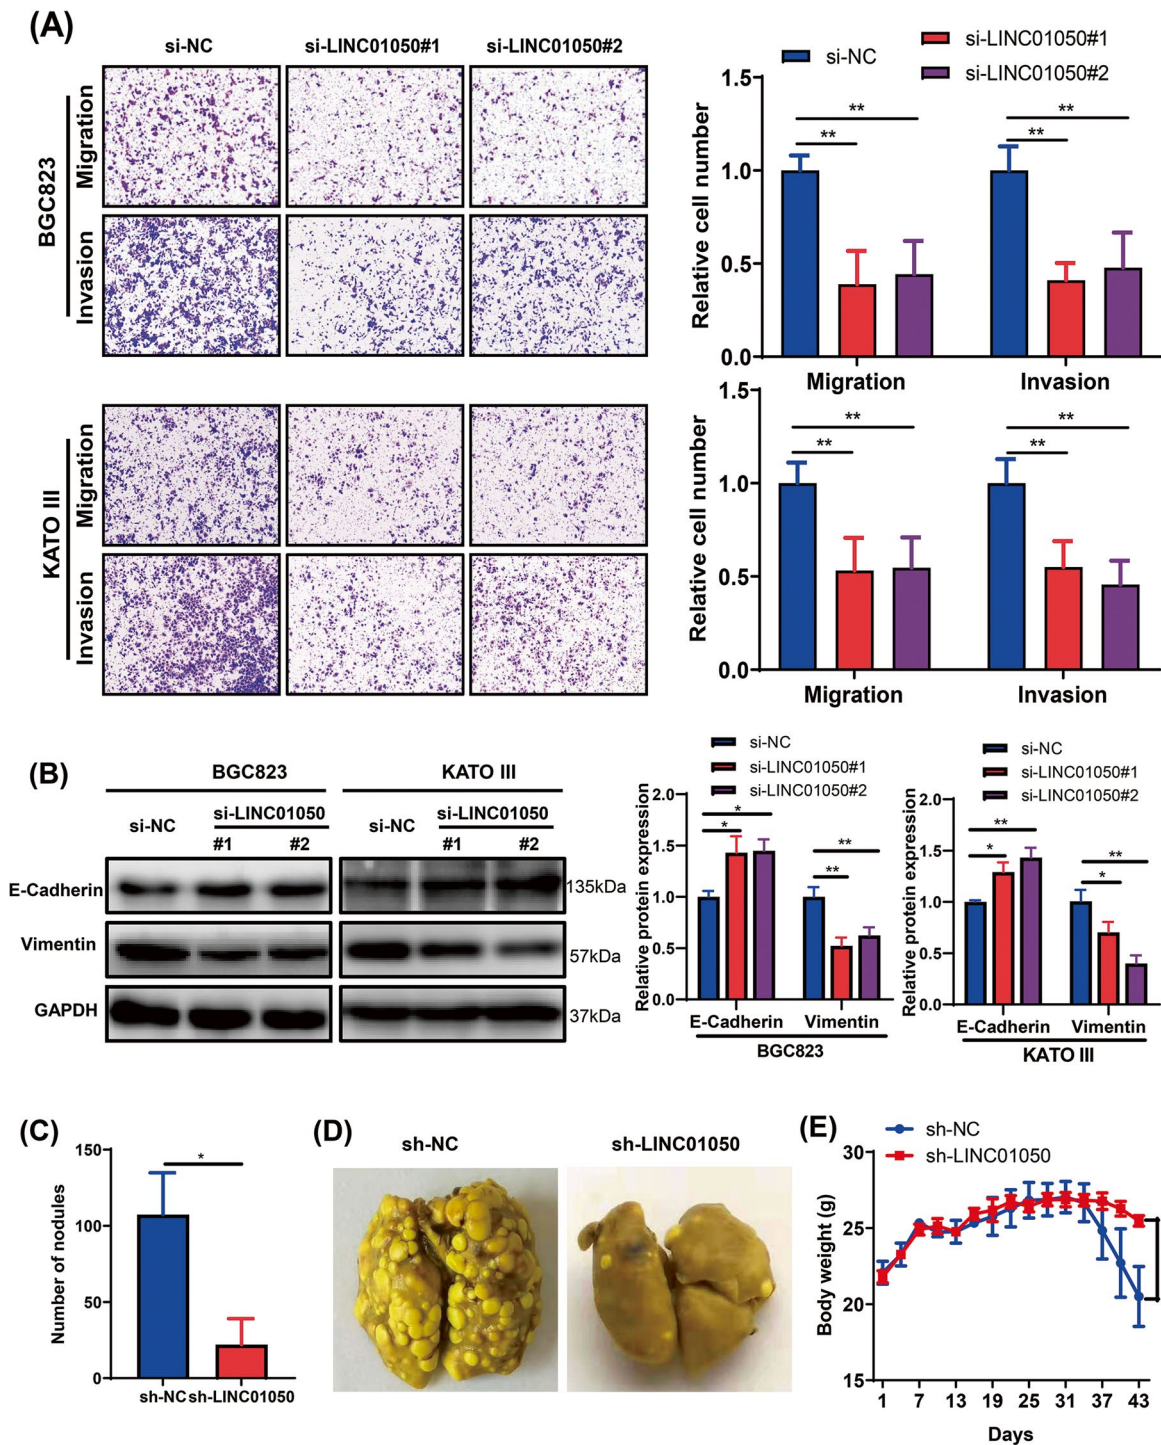 (A)
si-NC si-LINC01050#1 si-LINC01050#2
BGC823
Migration
Invasion
KATO III
Migration
Invasion
si-NC
si-LINC01050#1
si-LINC01050#2
Relative cell number
1.5
1.0
0.5
0.0
** ** ** **
Migration Invasion
Relative cell number
1.5
1.0
0.5
0.0
** ** ** **
Migration Invasion
(B)
BGC823 KATO III
si-NC si-LINC01050 si-NC si-LINC01050
#1 #2 #1 #2
E-Cadherin 135kDa
Vimentin 57kDa
GAPDH 37kDa
si-NC
si-LINC01050#1
si-LINC01050#2
Relative protein expression
2.0
1.5
1.0
0.5
0.0
* * ** **
E-Cadherin Vimentin
BGC823
si-NC
si-LINC01050#1
si-LINC01050#2
Relative protein expression
2.0
1.5
1.0
0.5
0.0
** * ** *
E-Cadherin Vimentin
KATO III
(C)
Number of nodules
150
100
50
0
*
sh-NC sh-LINC01050
(D)
sh-NC sh-LINC01050
(E)
sh-NC
sh-LINC01050
Body weight (g)
30
25
20
15
1 7 13 19 25 31 37 43
Days